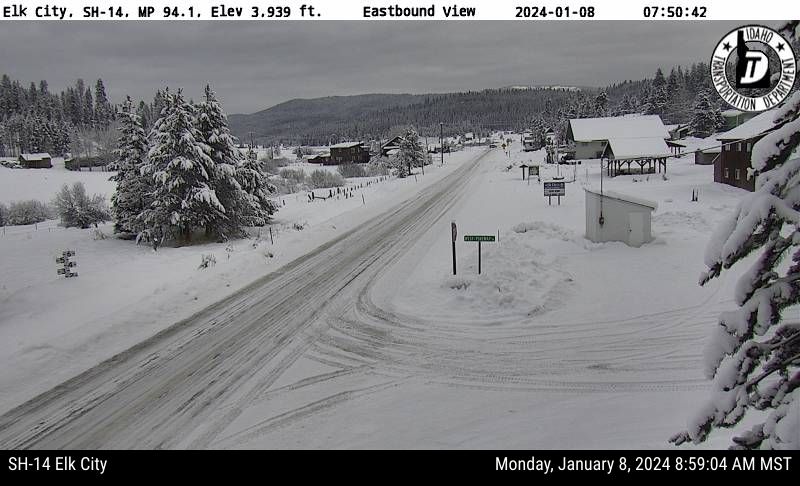 Elk City, SH-14, MP 94.1, Elev 3,939 ft. Eastbound View 2024-01-08 07:50:42
IDAHO
TRANSPORTATION DEPARTMENT
SH-14 Elk City Monday, January 8, 2024 8:59:04 AM MST